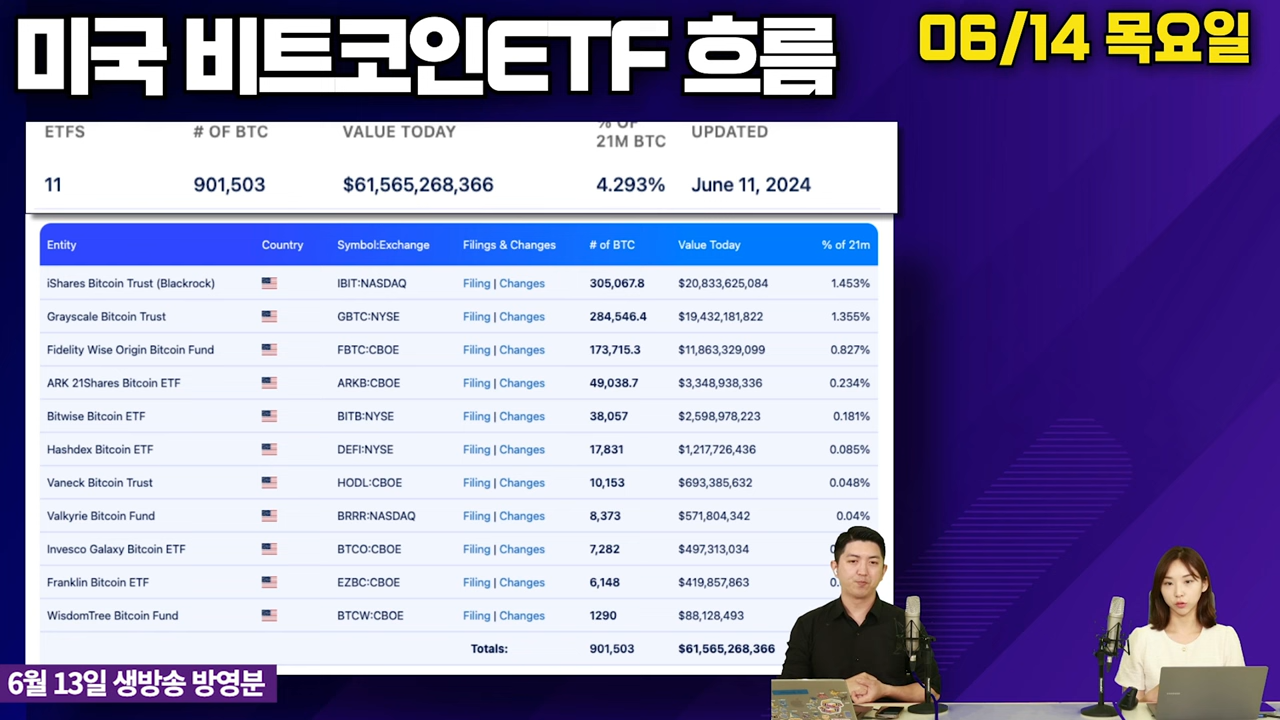 미국 비트코인ETF 흐름
06/14 목요일
ETFS # OF BTC VALUE TODAY % OF 21M BTC UPDATED
11 901,503 $61,565,268,366 4.293% June 11, 2024
Entity Country Symbol:Exchange Filings & Changes # of BTC Value Today % of 21m
iShares Bitcoin Trust (Blackrock) IBIT:NASDAQ Filing | Changes 305,067.8 $20,833,625,084 1.453%
Grayscale Bitcoin Trust GBTC:NYSE Filing | Changes 284,546.4 $19,432,181,822 1.355%
Fidelity Wise Origin Bitcoin Fund FBTC:CBOE Filing | Changes 173,715.3 $11,863,329,099 0.827%
ARK 21Shares Bitcoin ETF ARKB:CBOE Filing | Changes 49,038.7 $3,348,938,336 0.234%
Bitwise Bitcoin ETF BITB:NYSE Filing | Changes 38,057 $2,598,978,223 0.181%
Hashdex Bitcoin ETF DEFI:NYSE Filing | Changes 17,831 $1,217,726,436 0.085%
Vaneck Bitcoin Trust HODL:CBOE Filing | Changes 10,153 $693,385,632 0.048%
Valkyrie Bitcoin Fund BRRR:NASDAQ Filing | Changes 8,373 $571,804,342 0.04%
Invesco Galaxy Bitcoin ETF BTCO:CBOE Filing | Changes 7,282 $497,313,034
Franklin Bitcoin ETF EZBC:CBOE Filing | Changes 6,148 $419,857,863
WisdomTree Bitcoin Fund BTCW:CBOE Filing | Changes 1290 $88,128,493
Totals: 901,503 $61,565,268,366
6월 13일 생방송 방영분